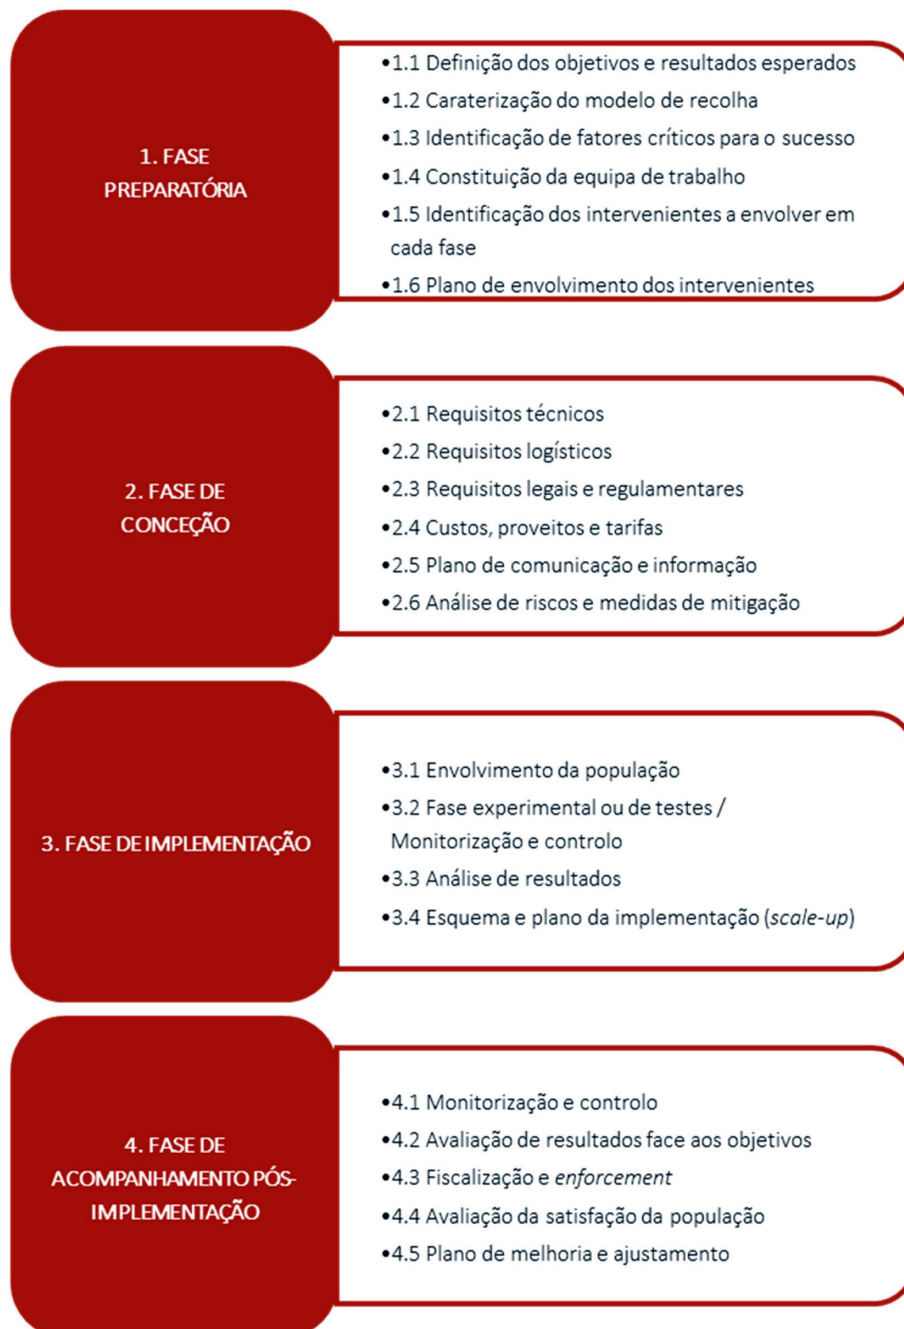 1. FASE
PREPARATÓRIA
•1.1 Definição dos objetivos e resultados esperados
•1.2 Caraterização do modelo de recolha
•1.3 Identificação de fatores críticos para o sucesso
•1.4 Constituição da equipa de trabalho
•1.5 Identificação dos intervenientes a envolver em
cada fase
•1.6 Plano de envolvimento dos intervenientes
2. FASE DE
CONCEÇÃO
•2.1 Requisitos técnicos
•2.2 Requisitos logísticos
•2.3 Requisitos legais e regulamentares
•2.4 Custos, proveitos e tarifas
•2.5 Plano de comunicação e informação
•2.6 Análise de riscos e medidas de mitigação
3. FASE DE IMPLEMENTAÇÃO
•3.1 Envolvimento da população
•3.2 Fase experimental ou de testes /
Monitorização e controlo
•3.3 Análise de resultados
•3.4 Esquema e plano da implementação (scale-up)
4. FASE DE
ACOMPANHAMENTO PÓS-
IMPLEMENTAÇÃO
•4.1 Monitorização e controlo
•4.2 Avaliação de resultados face aos objetivos
•4.3 Fiscalização e enforcement
•4.4 Avaliação da satisfação da população
•4.5 Plano de melhoria e ajustamento